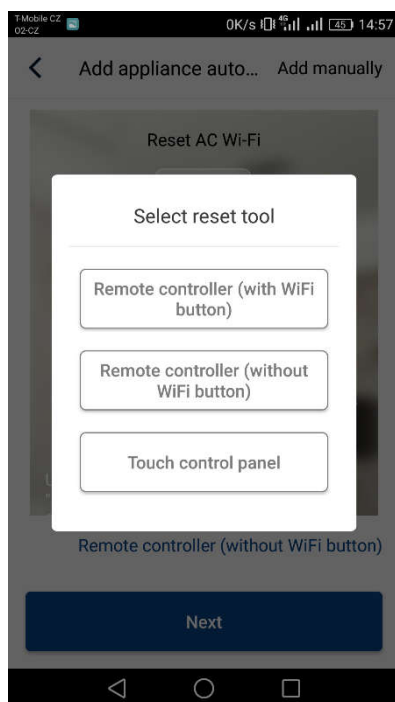 T-Mobile CZ
O2-CZ
0K/s 4G 45 14:57
Add appliance auto... Add manually
Reset AC Wi-Fi
Select reset tool
Remote controller (with WiFi
button)
Remote controller (without
WiFi button)
Touch control panel
Remote controller (without WiFi button)
Next